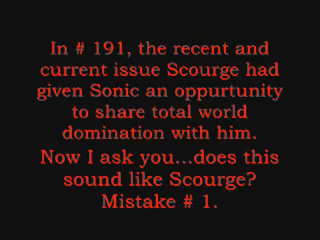 In # 191, the recent and
current issue Scourge had
given Sonic an oppurtunity
to share total world
domination with him.
Now I ask you...does this
sound like Scourge?
Mistake # 1.